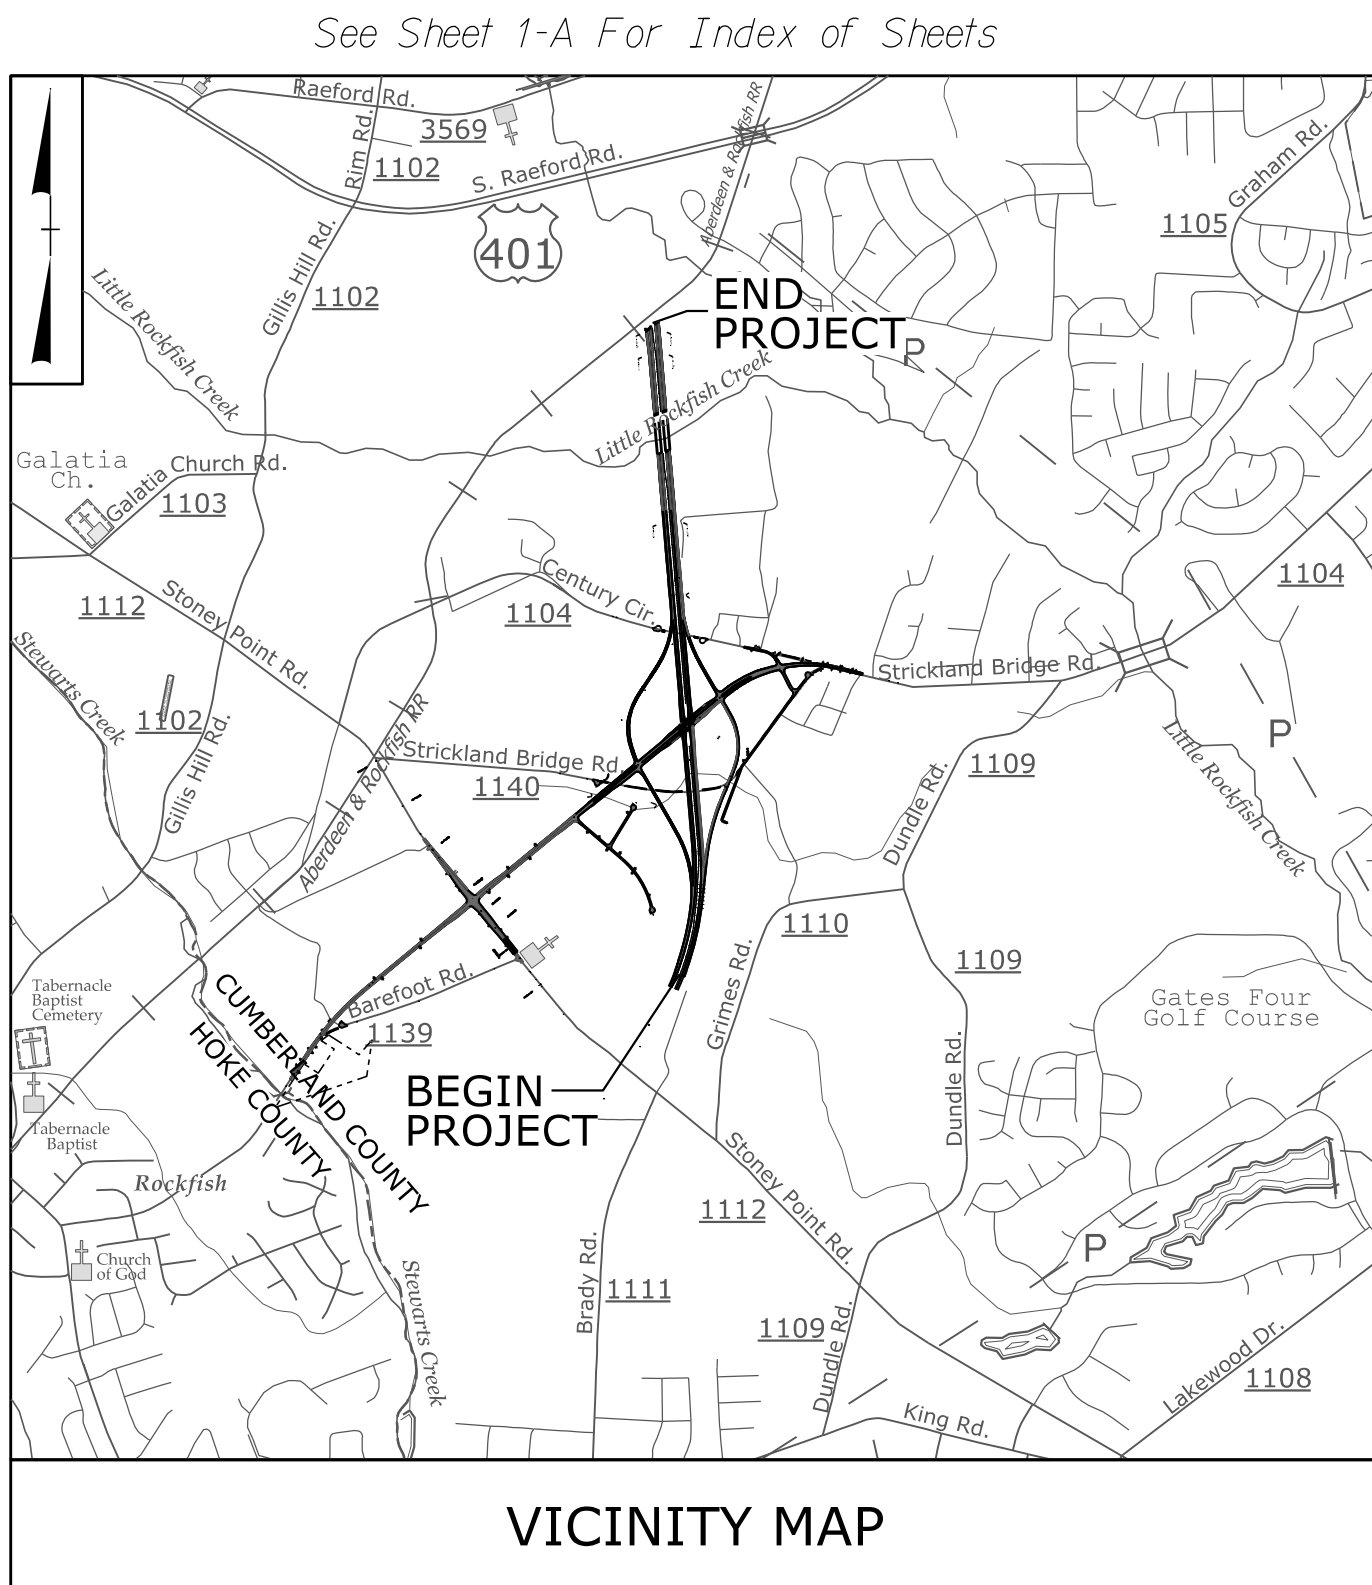 See Sheet 1-A For Index of Sheets
Raeford Rd.
3569
Rim Rd.
1102
S. Raeford Rd.
Aberdeen & Rockfish RR
401
Graham Rd.
1105
Gillis Hill Rd.
1102
Little Rockfish Creek
END
PROJECT
P
Little Rockfish Creek
Galatia
Ch.
Galatia Church Rd.
1103
1112
Stoney Point Rd.
Century Cir.
1104
1104
Stewarts Creek
1102
Gillis Hill Rd.
Aberdeen & Rockfish RR
Strickland Bridge Rd.
1140
Strickland Bridge Rd.
P
1109
Dundle Rd.
Little Rockfish Creek
1110
Grimes Rd.
1109
Dundle Rd.
Gates Four
Golf Course
Tabernacle
Baptist
Cemetery
CUMBERLAND COUNTY
HOKE COUNTY
Barefoot Rd.
1139
BEGIN
PROJECT
Tabernacle
Baptist
Rockfish
Stoney Point Rd.
1112
Church
of God
Stewarts Creek
Brady Rd.
1111
P
1109
Dundle Rd.
Lakewood Dr.
1108
King Rd.
VICINITY MAP